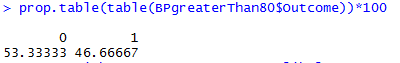 > prop.table(table(BPgreaterThan80$Outcome))*100
0 1
53.33333 46.66667